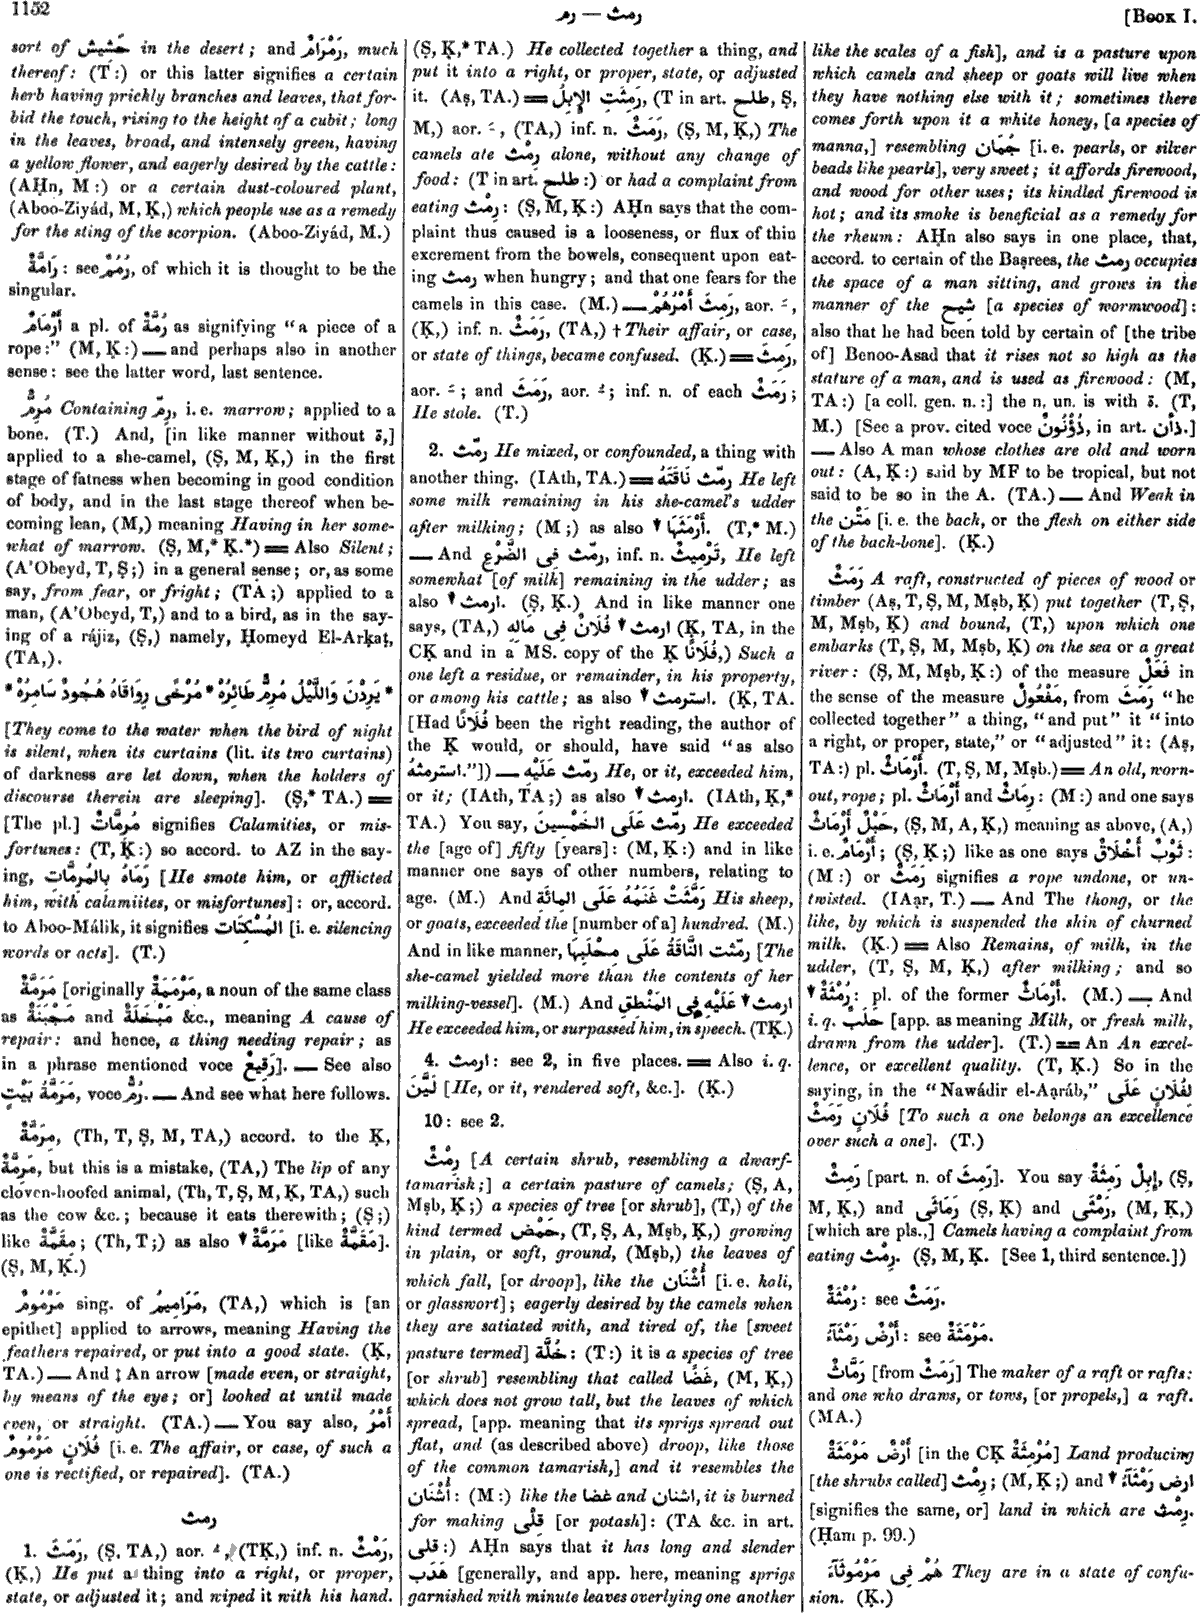 1152
رمث — رم
[BOOK I.
sort of حَشِيش in the desert; and رَمْرَامٌ, much
thereof: (T:) or this latter signifies a certain
herb having prickly branches and leaves, that for-
bid the touch, rising to the height of a cubit; long
in the leaves, broad, and intensely green, having
a yellow flower, and eagerly desired by the cattle:
(AḤn, M:) or a certain dust-coloured plant,
(Aboo-Ziyád, M, Ḳ,) which people use as a remedy
for the sting of the scorpion. (Aboo-Ziyád, M.)
رَامَّةٌ: see رُمُمٌ, of which it is thought to be the
singular.
أَرْمَامٌ a pl. of رُمَّةٌ as signifying "a piece of a
rope:" (M, Ḳ:) — and perhaps also in another
sense: see the latter word, last sentence.
مُرِمٌّ Containing رِمّ, i. e. marrow; applied to a
bone. (T.) And, [in like manner without ة,]
applied to a she-camel, (Ṣ, M, Ḳ,) in the first
stage of fatness when becoming in good condition
of body, and in the last stage thereof when be-
coming lean, (M,) meaning Having in her some-
what of marrow. (Ṣ, M,* Ḳ.*) ═ Also Silent;
(A'Obeyd, T, Ṣ;) in a general sense; or, as some
say, from fear, or fright; (TA;) applied to a
man, (A'Obeyd, T,) and to a bird, as in the say-
ing of a rájiz, (Ṣ,) namely, Ḥomeyd El-Arḳaṭ,
(TA,).
* يَرِدْنَ وَاللَّيْلُ مُرِمٌّ طَائِرُهْ * مُرْخًى رِوَاقَاهُ هُجُودٌ سَامِرُهْ *
[They come to the water when the bird of night
is silent, when its curtains (lit. its two curtains)
of darkness are let down, when the holders of
discourse therein are sleeping]. (Ṣ,* TA.) ═
[The pl.] مُرِمَّاتٌ signifies Calamities, or mis-
fortunes: (T, Ḳ:) so accord. to AZ in the say-
ing, رَمَاهُ بِالمُرِمَّاتِ [He smote him, or afflicted
him, with calamiites, or misfortunes]: or, accord.
to Aboo-Málik, it signifies المُسْكِتَات [i. e. silencing
words or acts]. (T.)
مَرَمَّةٌ [originally مَرْمَمَةٌ, a noun of the same class
as مَبْخَلَةٌ and مَجْبَنَةٌ &c., meaning A cause of
repair: and hence, a thing needing repair; as
in a phrase mentioned voce رَقِيعٌ]. — See also
مَرَمَّةُ بَيْتٍ, voce رُمٌّ. — And see what here follows.
مَرَمَّةٌ, (Th, T, Ṣ, M, TA,) accord. to the Ḳ,
مَرِمَّةٌ, but this is a mistake, (TA,) The lip of any
cloven-hoofed animal, (Th, T, Ṣ, M, Ḳ, TA,) such
as the cow &c.; because it eats therewith; (Ṣ;)
like مِقَمَّةٌ; (Th, T;) as also ▼ مِرَمَّةٌ [like مِقَمَّةٌ].
(Ṣ, M, Ḳ.)
مَرْمُومٌ sing. of مَرَامِيمُ, (TA,) which is [an
epithet] applied to arrows, meaning Having the
feathers repaired, or put into a good state. (Ḳ,
TA.) — And ‡ An arrow [made even, or straight,
by means of the eye; or] looked at until made
even, or straight. (TA.) — You say also, أَمْرُ
فُلَانٍ مَرْمُومٌ [i. e. The affair, or case, of such a
one is rectified, or repaired]. (TA.)
رمث
1. رَمَثَ, (Ṣ, TA,) aor. ـُ, (TḲ,) inf. n. رَمْثٌ,
(Ḳ,) He put a thing into a right, or proper,
state, or adjusted it; and wiped it with his hand.
(Ṣ, Ḳ,* TA.) He collected together a thing, and
put it into a right, or proper, state, or adjusted
it. (Aṣ, TA.) ═ رَمِثَتِ الإِبِلُ, (T in art. طلح, Ṣ,
M,) aor. ـَ, (TA,) inf. n. رَمَثٌ, (Ṣ, M, Ḳ,) The
camels ate رِمْث alone, without any change of
food: (T in art. طلح:) or had a complaint from
eating رِمْث: (Ṣ, M, Ḳ:) AḤn says that the com-
plaint thus caused is a looseness, or flux of thin
excrement from the bowels, consequent upon eat-
ing رمث when hungry; and that one fears for the
camels in this case. (M.) — رَمِثَ أَمْرُهُمْ, aor. ـَ,
(Ḳ,) inf. n. رَمَثٌ, (TA,) † Their affair, or case,
or state of things, became confused. (Ḳ.) ═ رَمِثَ,
aor. ـَ; and رَمَثَ, aor. ـُ; inf. n. of each رَمْثٌ;
He stole. (T.)
2. رمّث He mixed, or confounded, a thing with
another thing. (IAth, TA.) ═ رمّث نَاقَتَهُ He left
some milk remaining in his she-camel's udder
after milking; (M;) as also ▼ أَرْمَثَهَا. (T,* M.)
— And رمّث فِى الضَّرْعِ, inf. n. تَرْمِيثٌ, He left
somewhat [of milk] remaining in the udder; as
also ▼ ارمث. (Ṣ, Ḳ.) And in like manner one
says, (TA,) ارمث ▼ فُلَانٌ فِى مَالِهِ (Ḳ, TA, in the
CḲ and in a MS. copy of the Ḳ فُلَانًا,) Such a
one left a residue, or remainder, in his property,
or among his cattle; as also ▼ استرمث. (Ḳ, TA.
[Had فُلَانًا been the right reading, the author of
the Ḳ would, or should, have said "as also
استرمثهُ."]) — رمّث عَلَيْهِ He, or it, exceeded him,
or it; (IAth, TA;) as also ▼ ارمث. (IAth, Ḳ,*
TA.) You say, رمّث عَلَى الخَمْسِينَ He exceeded
the [age of] fifty [years]: (M, Ḳ:) and in like
manner one says of other numbers, relating to
age. (M.) And رَمَّثَتْ غَنَمُهُ عَلَى المِائَةِ His sheep,
or goats, exceeded the [number of a] hundred. (M.)
And in like manner, رمّثت النَّاقَةُ عَلَى مِحْلَبِهَا [The
she-camel yielded more than the contents of her
milking-vessel]. (M.) And ارمث ▼ عَلَيْهِ فِى المَنْطِقِ
He exceeded him, or surpassed him, in speech. (TḲ.)
4. ارمث: see 2, in five places. ═ Also i. q.
لَيَّنَ [He, or it, rendered soft, &c.]. (Ḳ.)
10: see 2.
رِمْثٌ [A certain shrub, resembling a dwarf-
tamarish;] a certain pasture of camels; (Ṣ, A,
Mṣb, Ḳ;) a species of tree [or shrub], (T,) of the
kind termed حَمْض, (T, Ṣ, A, Mṣb, Ḳ,) growing
in plain, or soft, ground, (Mṣb,) the leaves of
which fall, [or droop], like the أُشْنَان [i. e. kali,
or glasswort]; eagerly desired by the camels when
they are satiated with, and tired of, the [sweet
pasture termed] خُلَّة: (T:) it is a species of tree
[or shrub] resembling that called غَضًا, (M, Ḳ,)
which does not grow tall, but the leaves of which
spread, [app. meaning that its sprigs spread out
flat, and (as described above) droop, like those
of the common tamarish,] and it resembles the
أُشْنَان: (M:) like the غضا and اشنان, it is burned
for making قِلْى [or potash]: (TA &c. in art.
قلى:) AḤn says that it has long and slender
هَدَب [generally, and app. here, meaning sprigs
garnished with minute leaves overlying one another
like the scales of a fish], and is a pasture upon
which camels and sheep or goats will live when
they have nothing else with it; sometimes there
comes forth upon it a white honey, [a species of
manna,] resembling جُمَان [i. e. pearls, or silver
beads like pearls], very sweet; it affords firewood,
and wood for other uses; its kindled firewood is
hot; and its smoke is beneficial as a remedy for
the rheum: AḤn also says in one place, that,
accord. to certain of the Baṣrees, the رمث occupies
the space of a man sitting, and grows in the
manner of the شِيح [a species of wormwood]:
also that he had been told by certain of [the tribe
of] Benoo-Asad that it rises not so high as the
stature of a man, and is used as firewood: (M,
TA:) [a coll. gen. n.:] the n. un. is with ة. (T,
M.) [See a prov. cited voce ذُؤْنُونٌ, in art. ذأن.]
— Also A man whose clothes are old and worn
out: (A, Ḳ:) said by MF to be tropical, but not
said to be so in the A. (TA.) — And Weak in
the مَتْن [i. e. the back, or the flesh on either side
of the back-bone]. (Ḳ.)
رَمَثٌ A raft, constructed of pieces of wood or
timber (Aṣ, T, Ṣ, M, Mṣb, Ḳ) put together (T, Ṣ,
M, Mṣb, Ḳ) and bound, (T,) upon which one
embarks (T, Ṣ, M, Mṣb, Ḳ) on the sea or a great
river: (Ṣ, M, Mṣb, Ḳ:) of the measure فَعَلٌ in
the sense of the measure مَفْعُولٌ, from رَمَثَ "he
collected together" a thing, "and put" it "into
a right, or proper, state," or "adjusted" it: (Aṣ,
TA:) pl. أَرْمَاثٌ. (T, Ṣ, M, Mṣb.) ═ An old, worn-
out, rope; pl. أَرْمَاثٌ and رِمَاثٌ: (M:) and one says
حَبْلٌ أَرْمَاثٌ, (Ṣ, M, A, Ḳ,) meaning as above, (A,)
i. e. أَرْمَامٌ; (Ṣ, Ḳ;) like as one says ثَوْبٌ أَخْلَاقٌ:
(M:) or رَمَثٌ signifies a rope undone, or un-
twisted. (IAạr, T.) — And The thong, or the
like, by which is suspended the skin of churned
milk. (Ḳ.) ═ Also Remains, of milk, in the
udder, (T, Ṣ, M, Ḳ,) after milking; and so
▼ رُمْثَةٌ: pl. of the former أَرْمَاثٌ. (M.) — And
i. q. حَلَبٌ [app. as meaning Milk, or fresh milk,
drawn from the udder]. (T.) ═ An An excel-
lence, or excellent quality. (T, Ḳ.) So in the
saying, in the "Nawádir el-Aạráb," لِفُلَانٍ عَلَى
فُلَانٍ رَمَثٌ [To such a one belongs an excellence
over such a one]. (T.)
رَمِثٌ [part. n. of رَمِثَ]. You say إِبِلٌ رَمِثَةٌ, (Ṣ,
M, Ḳ,) and رَمَاثَى (Ṣ, Ḳ) and رَمْثَى, (M, Ḳ,)
[which are pls.,] Camels having a complaint from
eating رِمْث. (Ṣ, M, Ḳ. [See 1, third sentence.])
رُمْثَةٌ: see رَمَثٌ.
أَرْضٌ رَمْثَآءُ: see مَرْمَثَةٌ.
رَمَّاثٌ [from رَمَثٌ] The maker of a raft or rafts:
and one who draws, or tows, [or propels,] a raft.
(MA.)
أَرْضٌ مَرْمَثَةٌ [in the CḲ مُرْمِثَةٌ] Land producing
[the shrubs called] رِمْث; (M, Ḳ;) and ▼ ارض رَمْثَآءُ
[signifies the same, or] land in which are رِمْث.
(Ḥam p. 99.)
هُمْ فِى مَرْمُوثَآءَ They are in a state of confu-
sion. (Ḳ.)